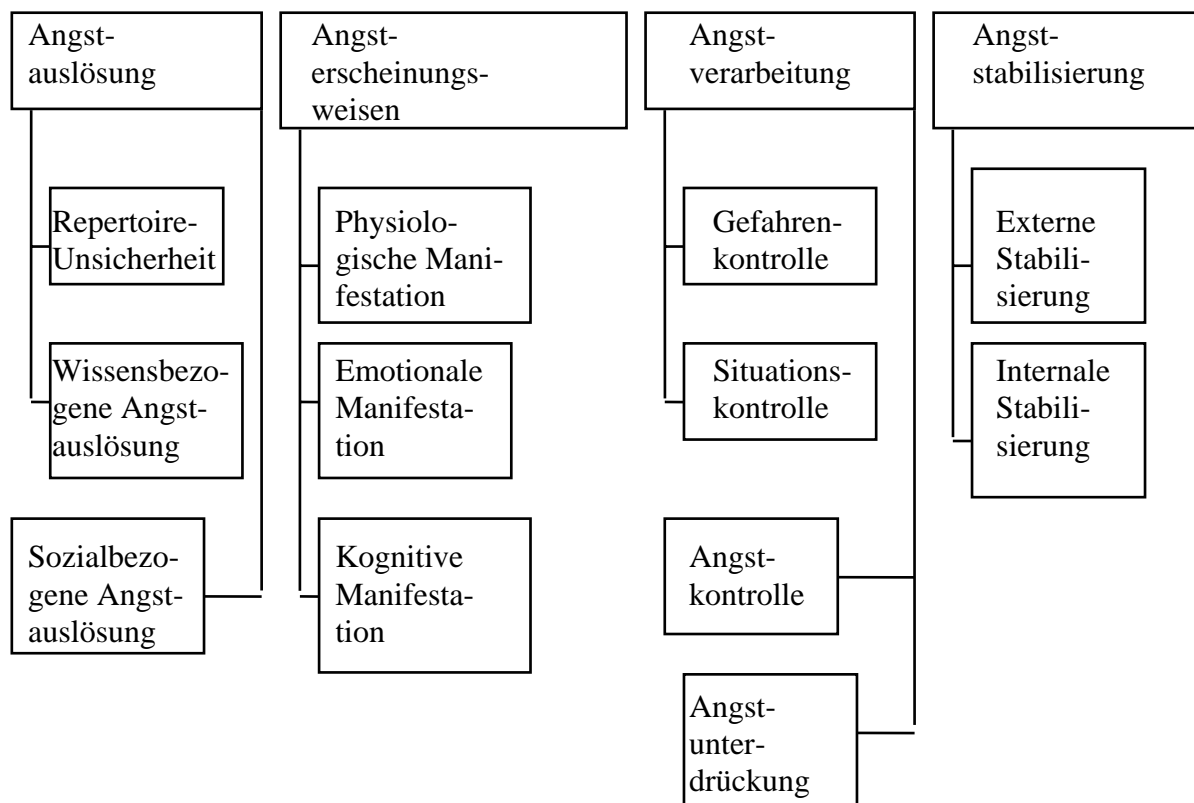 Angst-
auslösung
Angst-
erscheinungs-
weisen
Angst-
verarbeitung
Angst-
stabilisierung
Repertoire-
Unsicherheit
Wissensbezo-
gene Angst-
auslösung
Sozialbezo-
gene Angst-
auslösung
Physiolo-
gische Mani-
festation
Emotionale
Manifesta-
tion
Kognitive
Manifesta-
tion
Gefahren-
kontrolle
Situations-
kontrolle
Angst-
kontrolle
Angst-
unter-
drückung
Externe
Stabili-
sierung
Internale
Stabili-
sierung